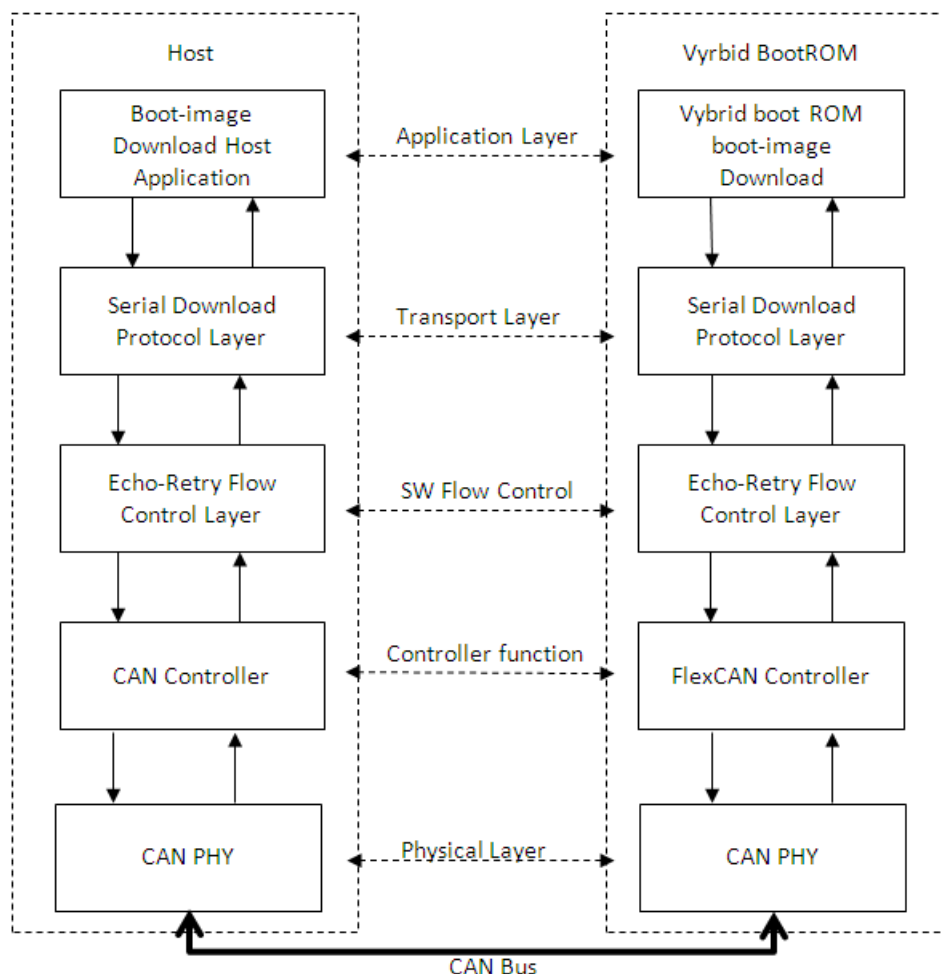 Host
Vyrbid BootROM
Boot-image
Download Host
Application
Application Layer
Vybrid boot ROM
boot-image
Download
Serial Download
Protocol Layer
Transport Layer
Serial Download
Protocol Layer
Echo-Retry Flow
Control Layer
SW Flow Control
Echo-Retry Flow
Control Layer
CAN Controller
Controller function
FlexCAN Controller
CAN PHY
Physical Layer
CAN PHY
CAN Bus